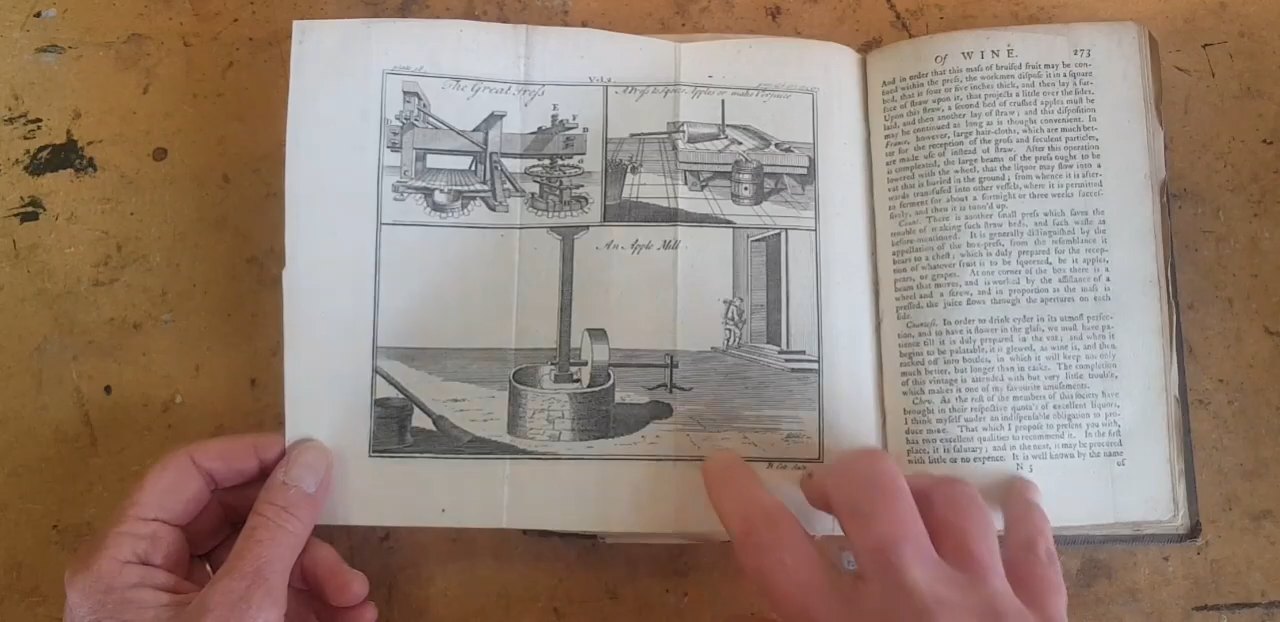 Vol.2.
The Great Press
A Press to squeeze Apples or make Verjuice
E
F
D
G
H
An Apple Mill
B. Cole sculp.
Of WINE. 273
And in order that this mass of bruised fruit may be con-
fined within the press, the workmen dispose it in a square
bed, that is four or five inches thick, and then lay a sur-
face of straw upon it, that projects a little over the sides.
Upon this straw, a second bed of crushed apples must be
laid, and then another lay of straw; and this disposition
may be continued as long as is thought convenient. In
France, however, large hair-cloths, which are much bet-
ter for the reception of the gross and feculent particles,
are made use of instead of straw. After this operation
is compleated, the large beams of the press ought to be
lowered with the wheel, that the liquor may flow into a
vat that is buried in the ground; from whence it is after-
wards transfused into other vessels, where it is permitted
to ferment for about a fortnight or three weeks succes-
sively, and then it is tunn'd up.
Count. There is another small press which saves the
trouble of making such straw beds, and such walls as
before-mentioned. It is generally distinguished by the
appellation of the box-press, from the resemblance it
bears to a chest; which is duly prepared for the recep-
tion of whatever fruit is to be squeezed, be it apples,
pears, or grapes. At one corner of the box there is a
beam that moves, and is worked by the assistance of a
wheel and a screw, and in proportion as the mass is
pressed, the juice flows through the apertures on each
side.
Countess. In order to drink cyder in its utmost perfec-
tion, and to have it flower in the glass, we must have pa-
tience till it is duly prepared in the vat; and when it
begins to be palatable, it is glewed, as wine is, and then
racked off into bottles, in which it will keep not only
much better, but longer than in casks. The completion
of this vintage is attended with but very little trouble,
which makes is one of my favourite amusements.
Chev. As the rest of the members of this society have
brought in their respective quota's of excellent liquors,
I think myself under an indispensable obligation to pro-
duce mine. That which I propose to present you with,
has two excellent qualities to recommend it. In the first
place, it is salutary; and in the next, it may be procured
with little or no expence. It is well known by the name
N 5 of